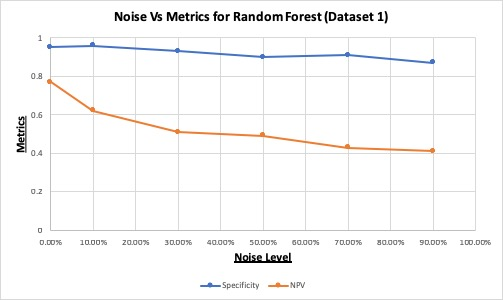 Noise Vs Metrics for Random Forest (Dataset 1)
1
0.8
0.6
0.4
0.2
0
Metrics
0.00% 10.00% 20.00% 30.00% 40.00% 50.00% 60.00% 70.00% 80.00% 90.00% 100.00%
Noise Level
Specificity NPV